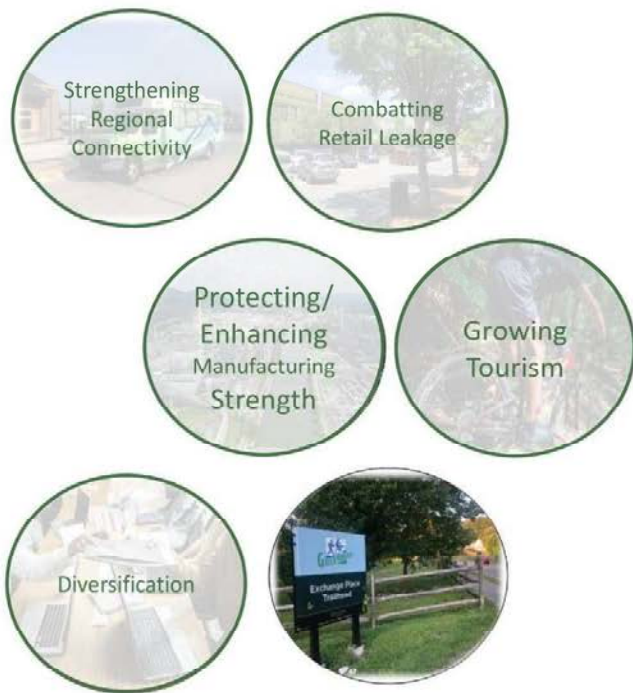 Strengthening
Regional
Connectivity
Combatting
Retail Leakage
Protecting/
Enhancing
Manufacturing
Strength
Growing
Tourism
Diversification
Exchange Place
Trailhead